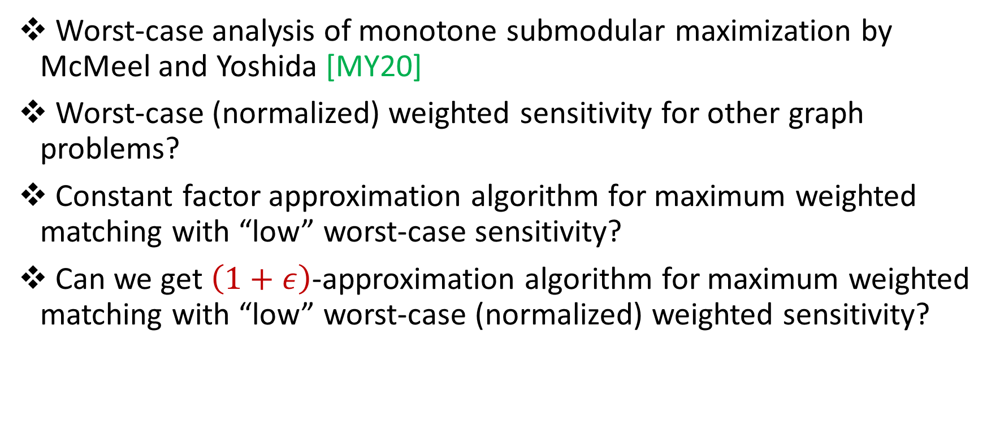 ❖ Worst-case analysis of monotone submodular maximization by
McMeel and Yoshida [MY20]
❖ Worst-case (normalized) weighted sensitivity for other graph
problems?
❖ Constant factor approximation algorithm for maximum weighted
matching with “low” worst-case sensitivity?
❖ Can we get (1 + ϵ)-approximation algorithm for maximum weighted
matching with “low” worst-case (normalized) weighted sensitivity?